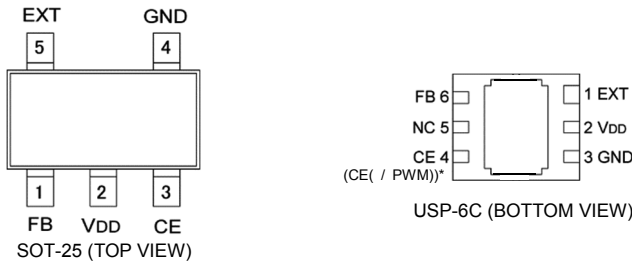 EXT GND
5 4
1 2 3
FB VDD CE
SOT-25 (TOP VIEW)
FB 6 1 EXT
NC 5 2 VDD
CE 4 3 GND
(CE( / PWM))*
USP-6C (BOTTOM VIEW)